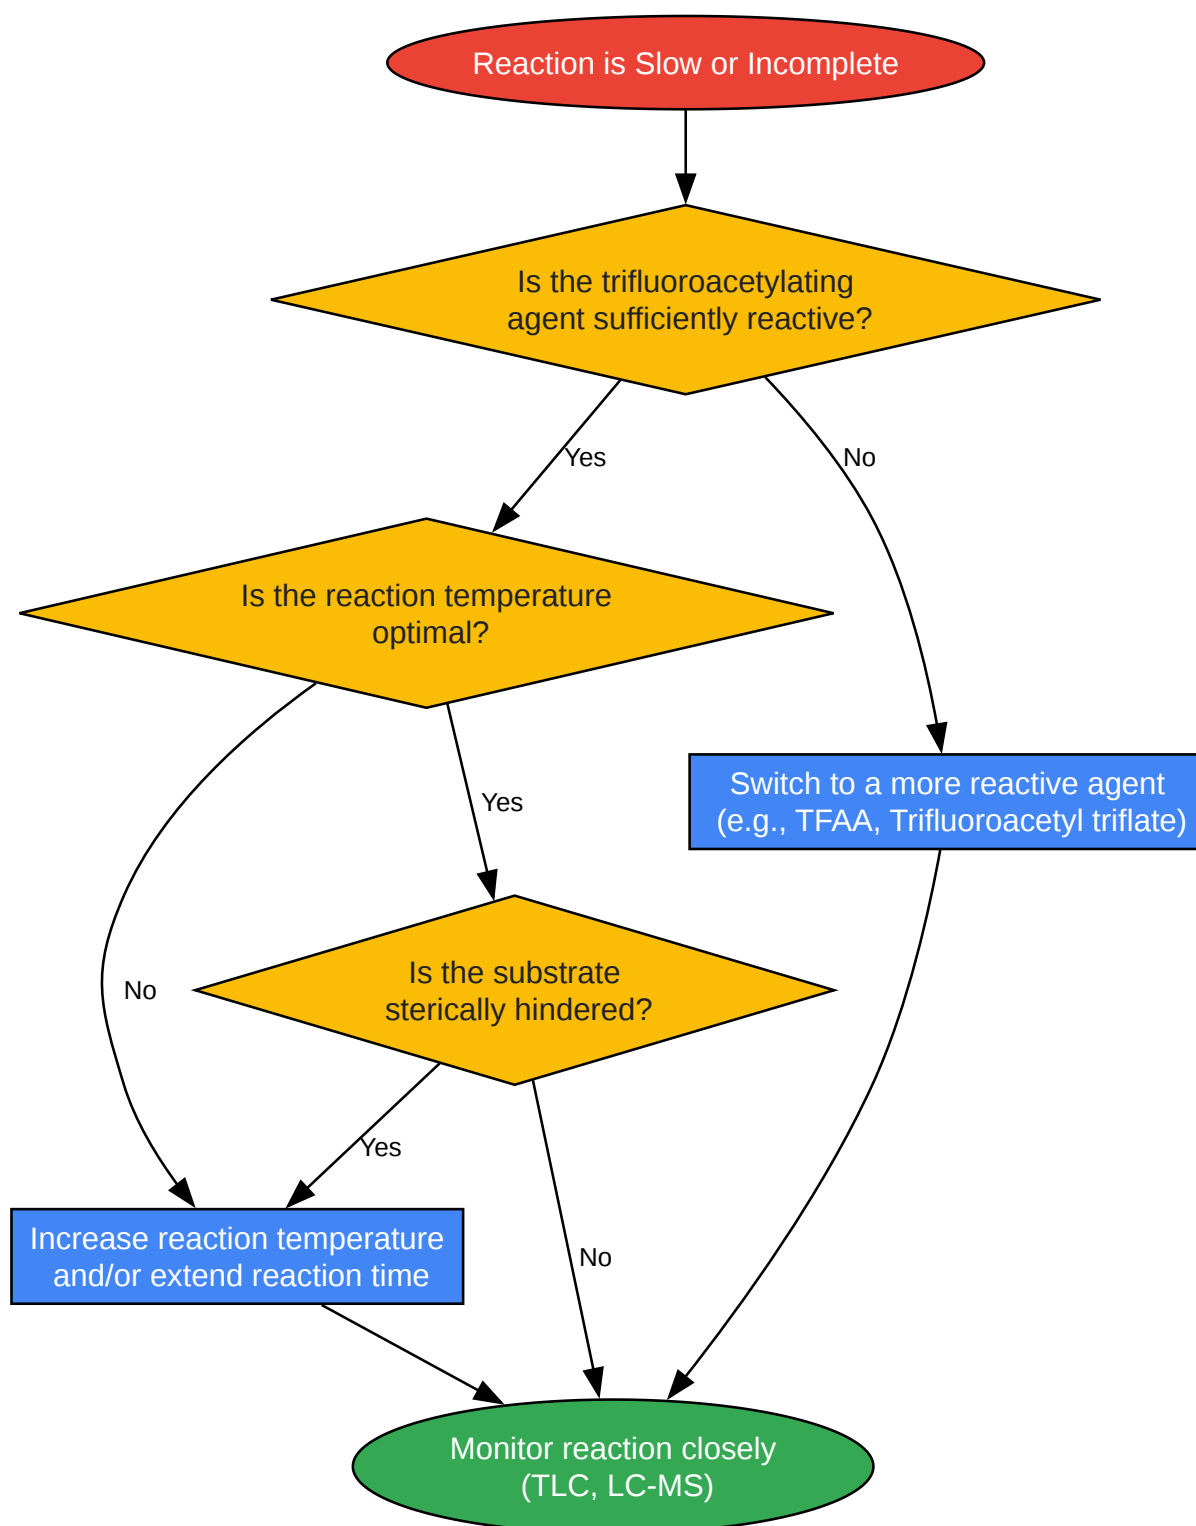 Reaction is Slow or Incomplete
Is the trifluoroacetylating
agent sufficiently reactive?
Yes
No
Is the reaction temperature
optimal?
Switch to a more reactive agent
(e.g., TFAA, Trifluoroacetyl triflate)
Yes
No
Is the substrate
sterically hindered?
Yes
No
Increase reaction temperature
and/or extend reaction time
Monitor reaction closely
(TLC, LC-MS)